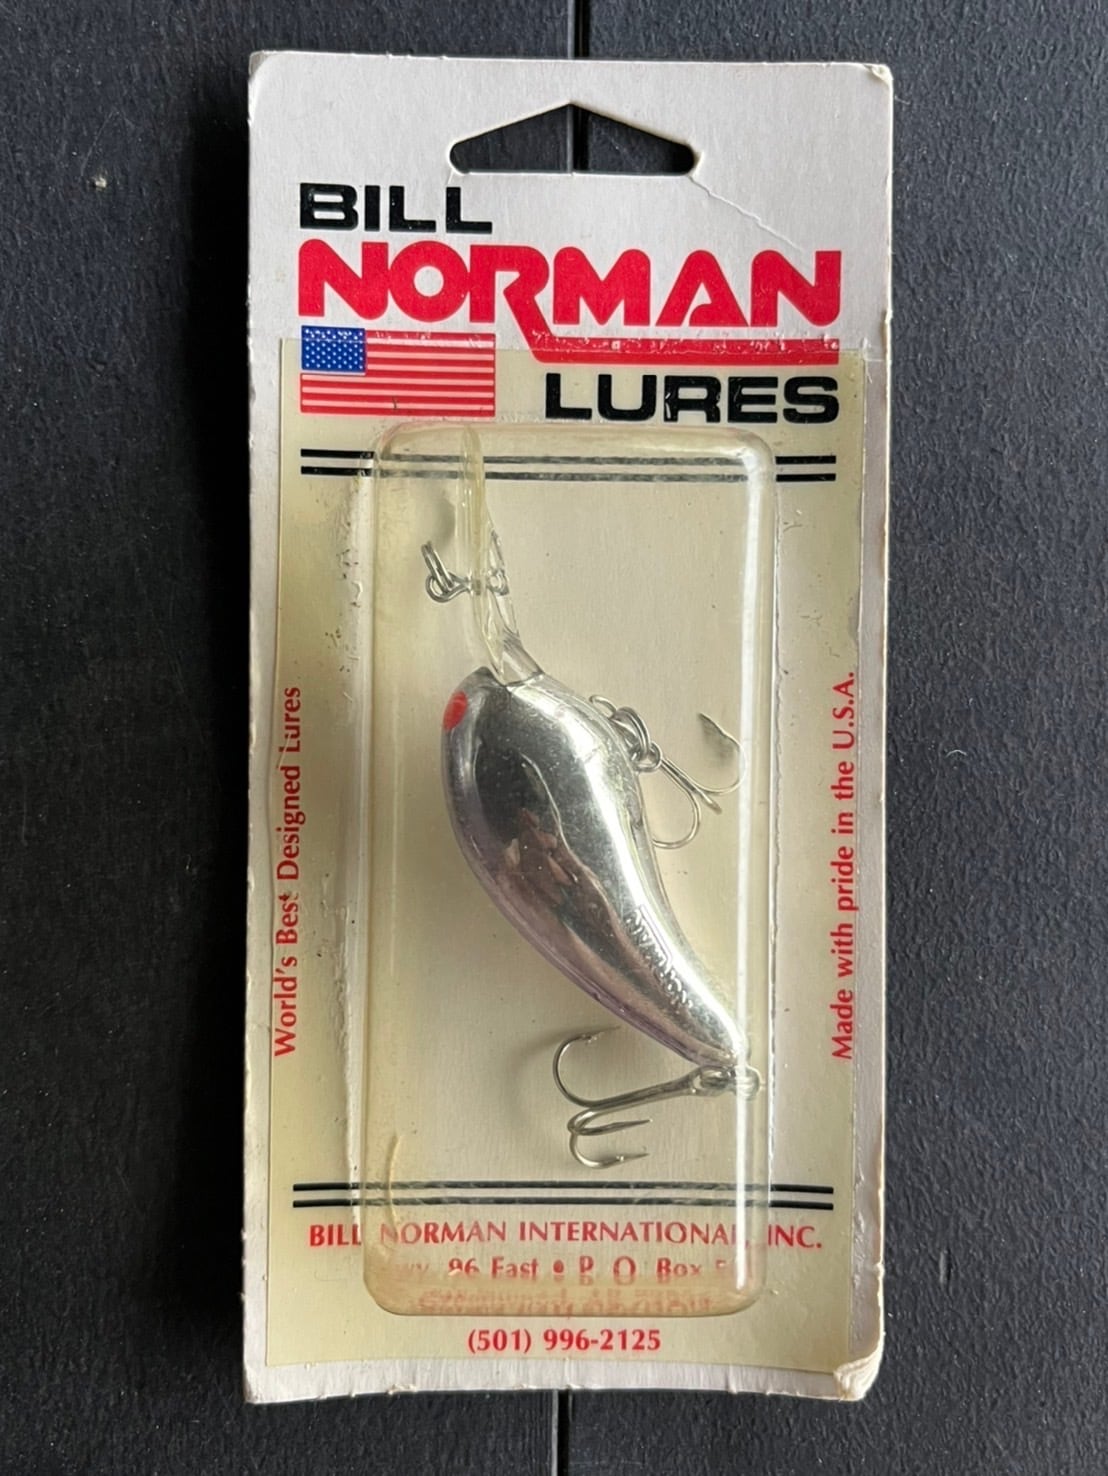 BILL
NORMAN
LURES
World's Best Designed Lures
Made with pride in the U.S.A.
BILL NORMAN INTERNATIONAL, INC.
96 East • P. O. Box
(501) 996-2125
NORMAN